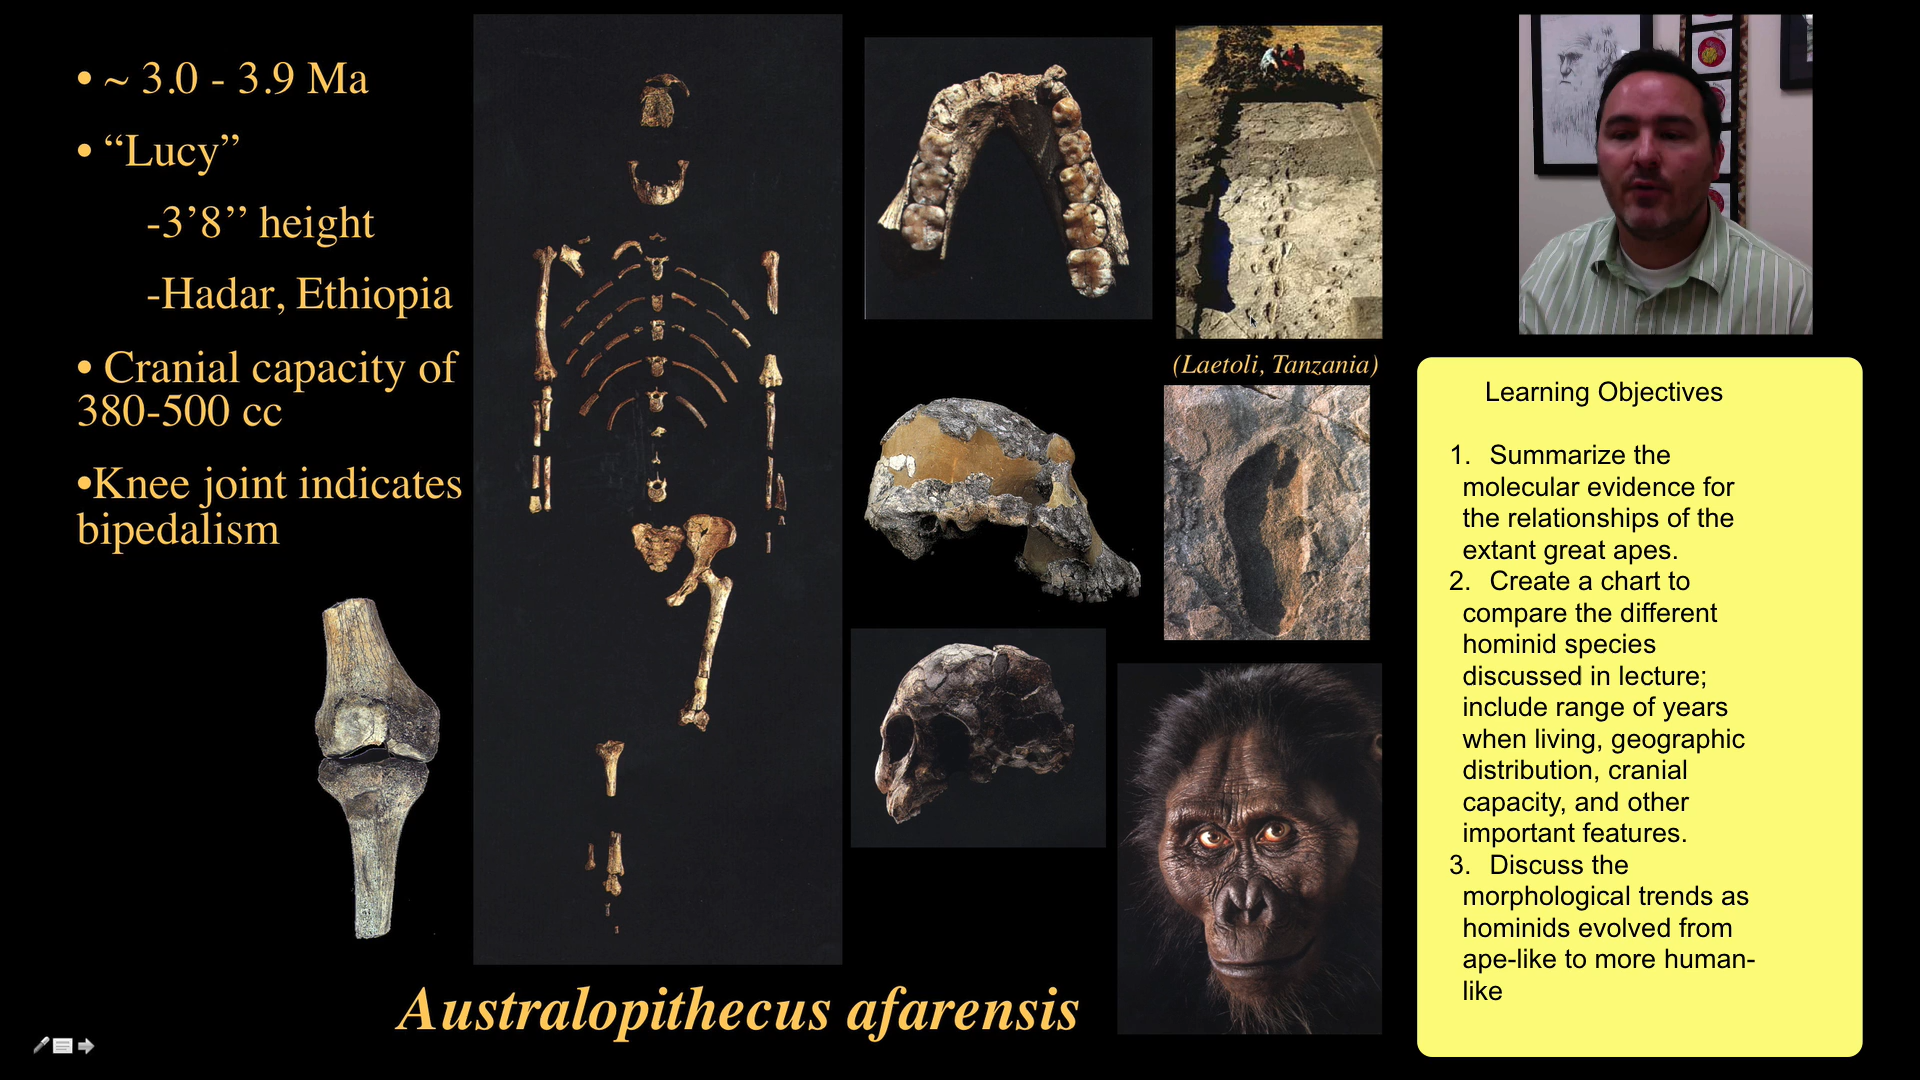 • ~ 3.0 - 3.9 Ma
• “Lucy”
-3’8’’ height
-Hadar, Ethiopia
• Cranial capacity of
380-500 cc
•Knee joint indicates
bipedalism
(Laetoli, Tanzania)
Australopithecus afarensis
Learning Objectives
1. Summarize the
molecular evidence for
the relationships of the
extant great apes.
2. Create a chart to
compare the different
hominid species
discussed in lecture;
include range of years
when living, geographic
distribution, cranial
capacity, and other
important features.
3. Discuss the
morphological trends as
hominids evolved from
ape-like to more human-
like